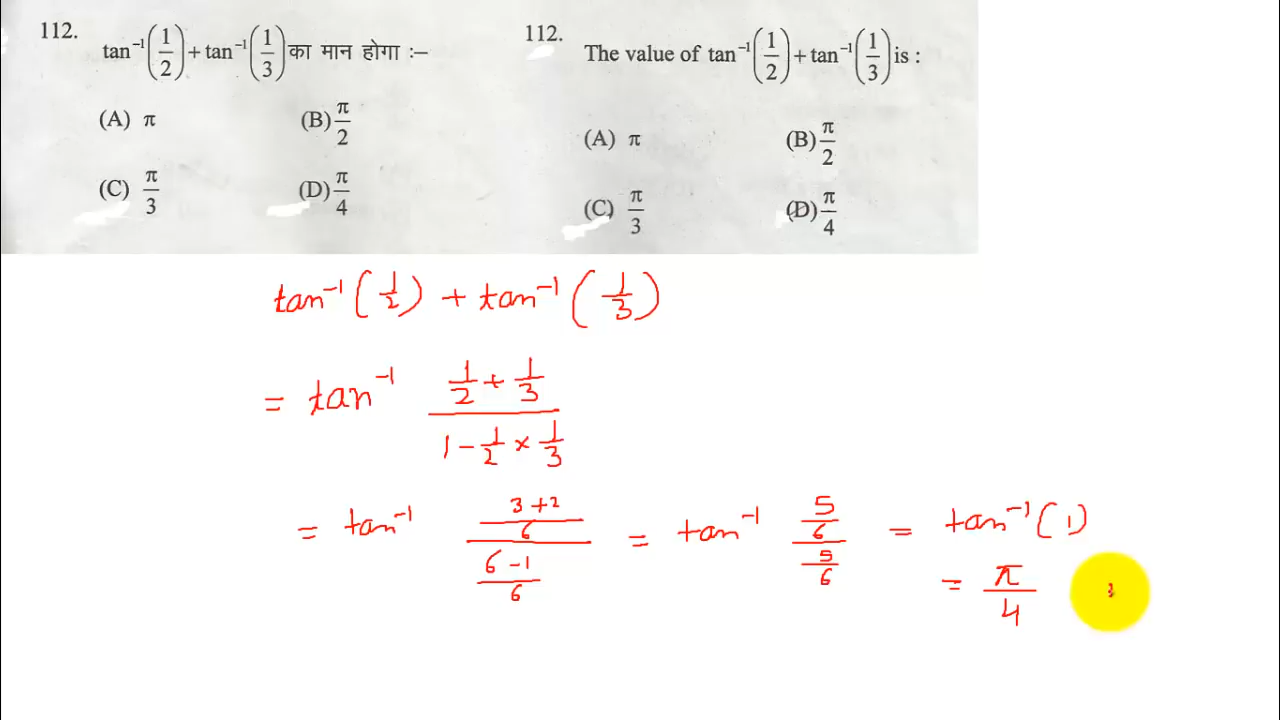 112.
tan⁻¹(1/2)+tan⁻¹(1/3) का मान होगा :–
(A) π (B) π/2
(C) π/3 (D) π/4
112.
The value of tan⁻¹(1/2)+tan⁻¹(1/3) is :
(A) π (B) π/2
(C) π/3 (D) π/4
tan⁻¹(1/2) + tan⁻¹(1/3)
= tan⁻¹ (1/2 + 1/3)/(1 – 1/2 × 1/3)
= tan⁻¹ ((3+2)/6)/((6-1)/6) = tan⁻¹ (5/6)/(5/6) = tan⁻¹(1)
= π/4